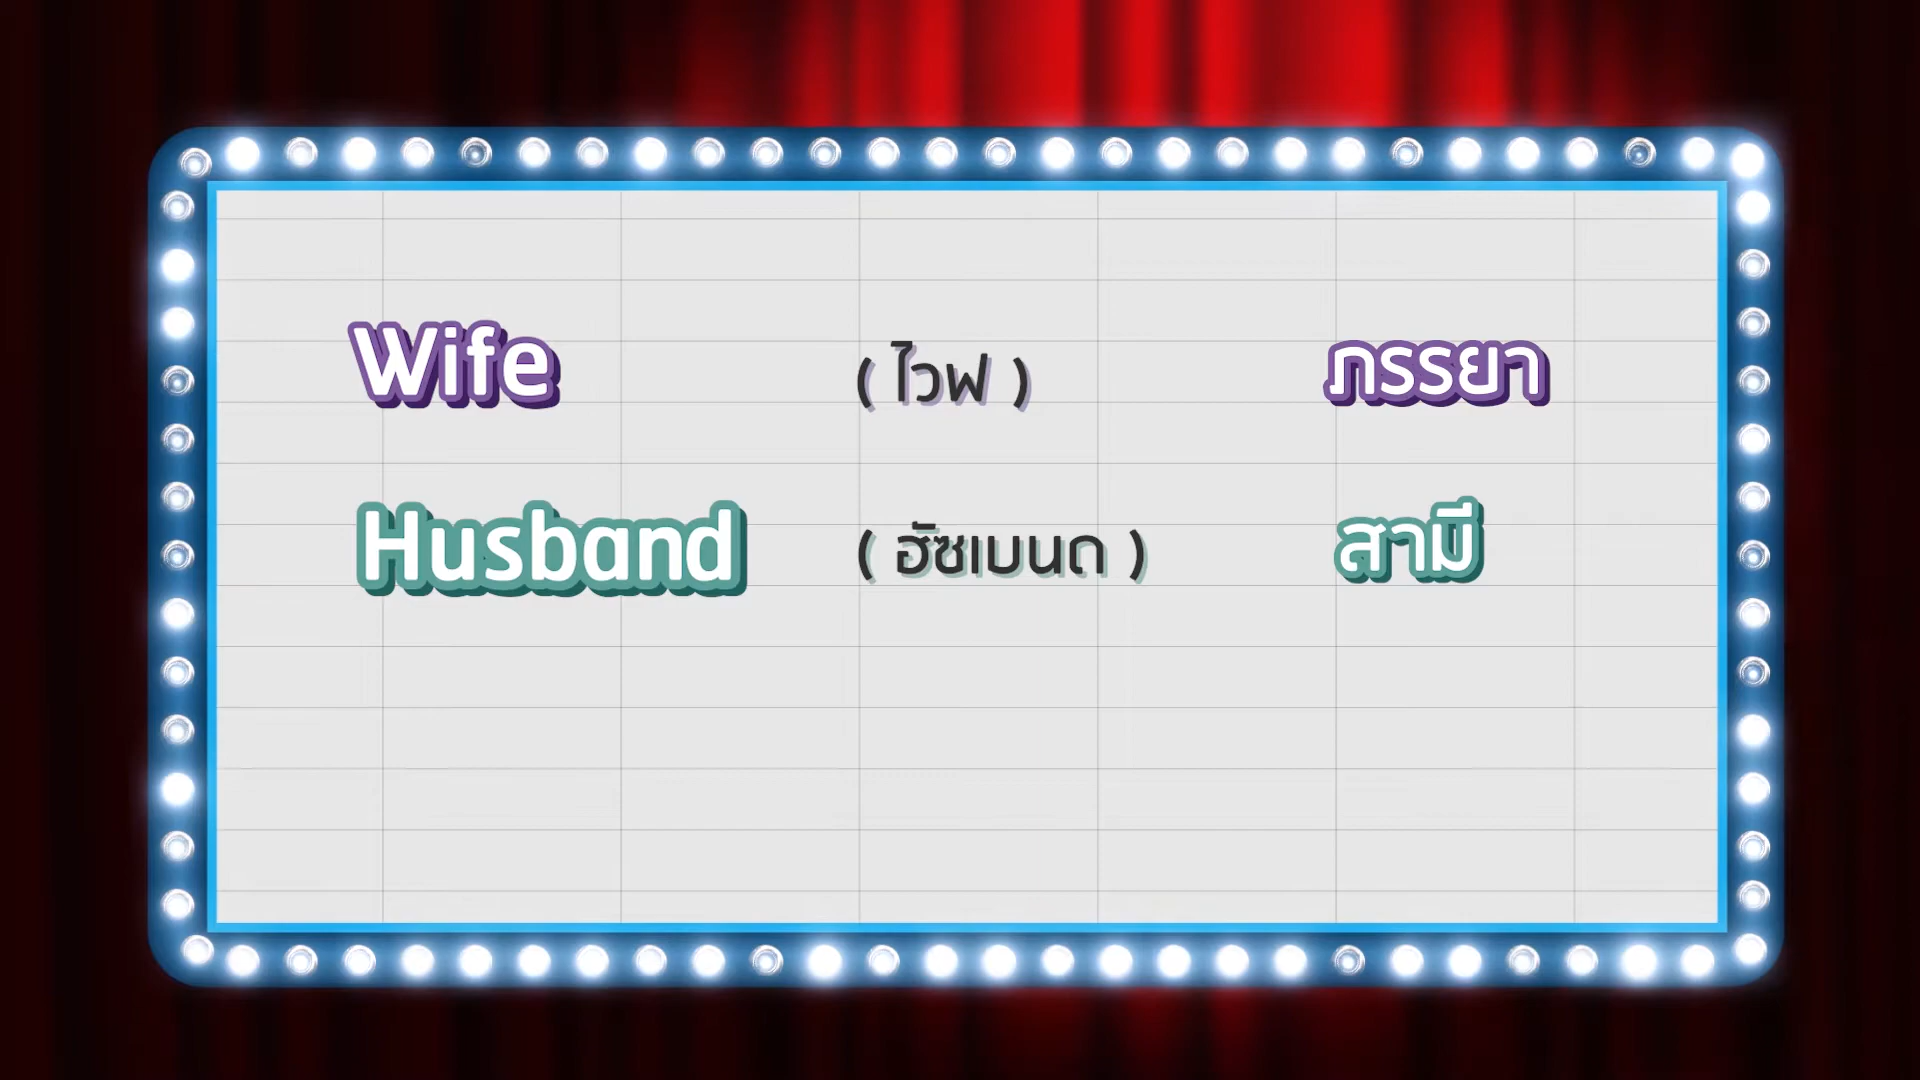 Wife ( ไวฟ ) ภรรยา
Husband ( ฮัซเบนด ) สามี